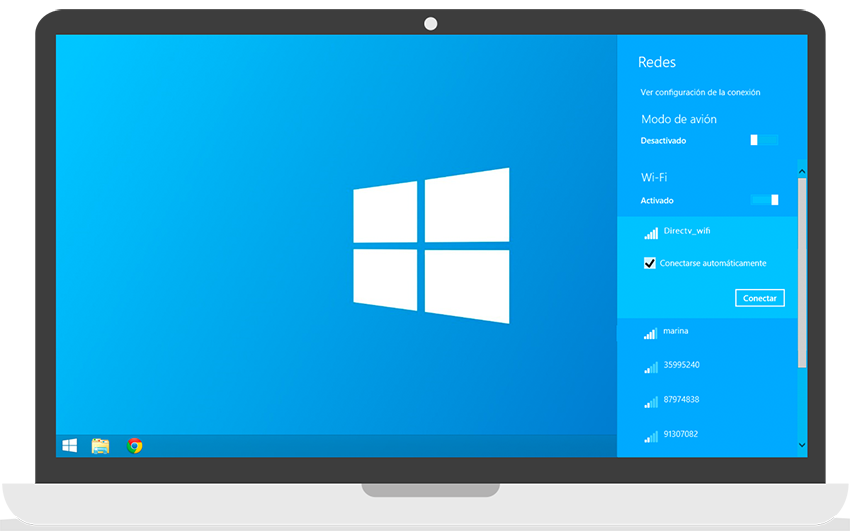 Redes
Ver configuración de la conexión
Modo de avión
Desactivado
Wi-Fi
Activado
Directv_wifi
Conectarse automáticamente
Conectar
marina
35995240
87974838
91307082